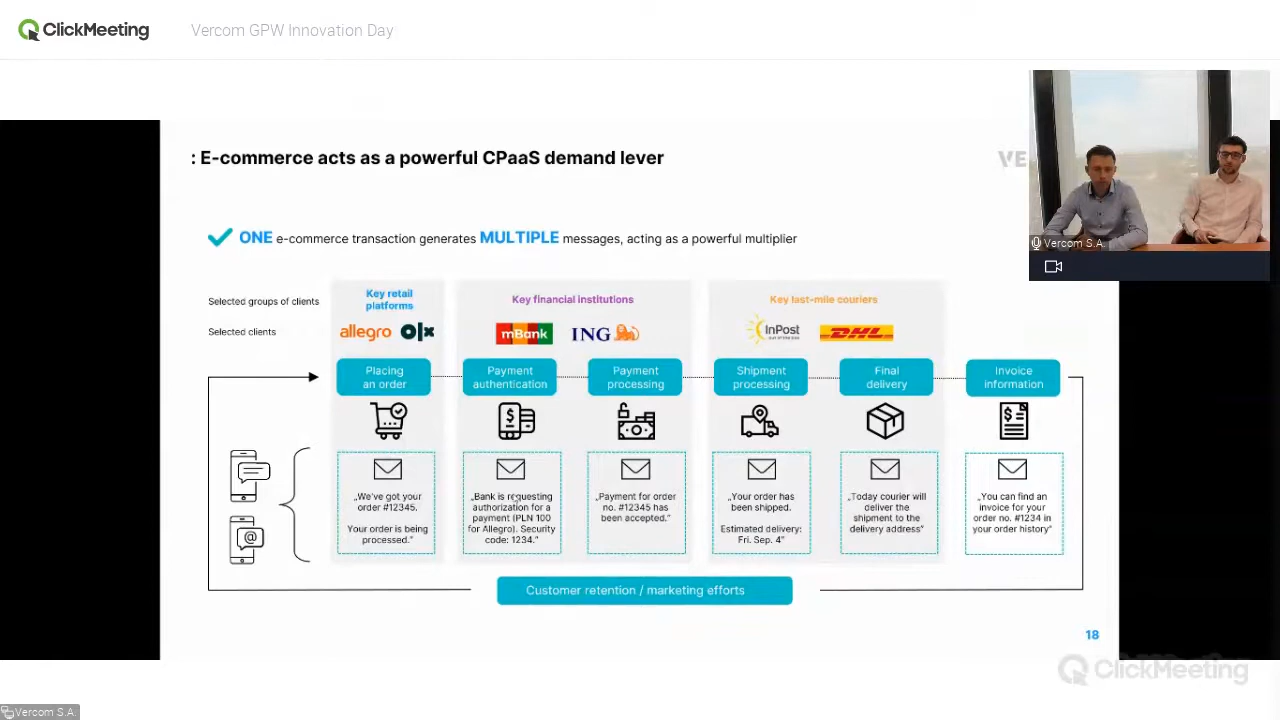 ClickMeeting
Vercom GPW Innovation Day
: E-commerce acts as a powerful CPaaS demand lever
VE
Vercom S.A.
ONE e-commerce transaction generates MULTIPLE messages, acting as a powerful multiplier
Selected groups of clients
Key retail
platforms
Key financial institutions
Key last-mile couriers
Selected clients
allegro
olx
mBank
ING
InPost
DHL
Placing
an order
Payment
authentication
Payment
processing
Shipment
processing
Final
delivery
Invoice
information
„We've got your
order #12345.
Your order is being
processed.”
„Bank is requesting
authorization for a
payment (PLN 100
for Allegro). Security
code: 1234.”
„Payment for order
no. #12345 has
been accepted.”
„Your order has
been shipped.
Estimated delivery:
Fri. Sep. 4”
„Today courier will
deliver the
shipment to the
delivery address”
„You can find an
invoice for your
order no. #1234 in
your order history”
@
Customer retention / marketing efforts
18
ClickMeeting
Vercom S.A.